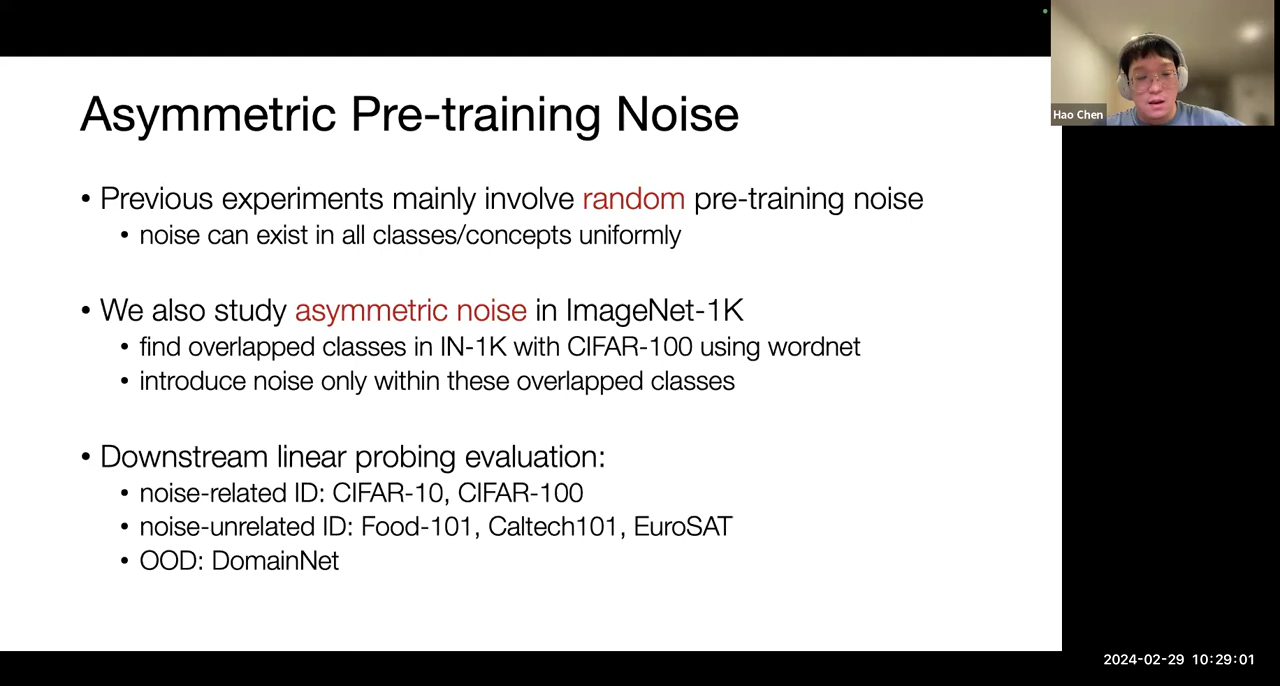 Asymmetric Pre-training Noise
• Previous experiments mainly involve random pre-training noise
• noise can exist in all classes/concepts uniformly
• We also study asymmetric noise in ImageNet-1K
• find overlapped classes in IN-1K with CIFAR-100 using wordnet
• introduce noise only within these overlapped classes
• Downstream linear probing evaluation:
• noise-related ID: CIFAR-10, CIFAR-100
• noise-unrelated ID: Food-101, Caltech101, EuroSAT
• OOD: DomainNet
Hao Chen
2024-02-29 10:29:01